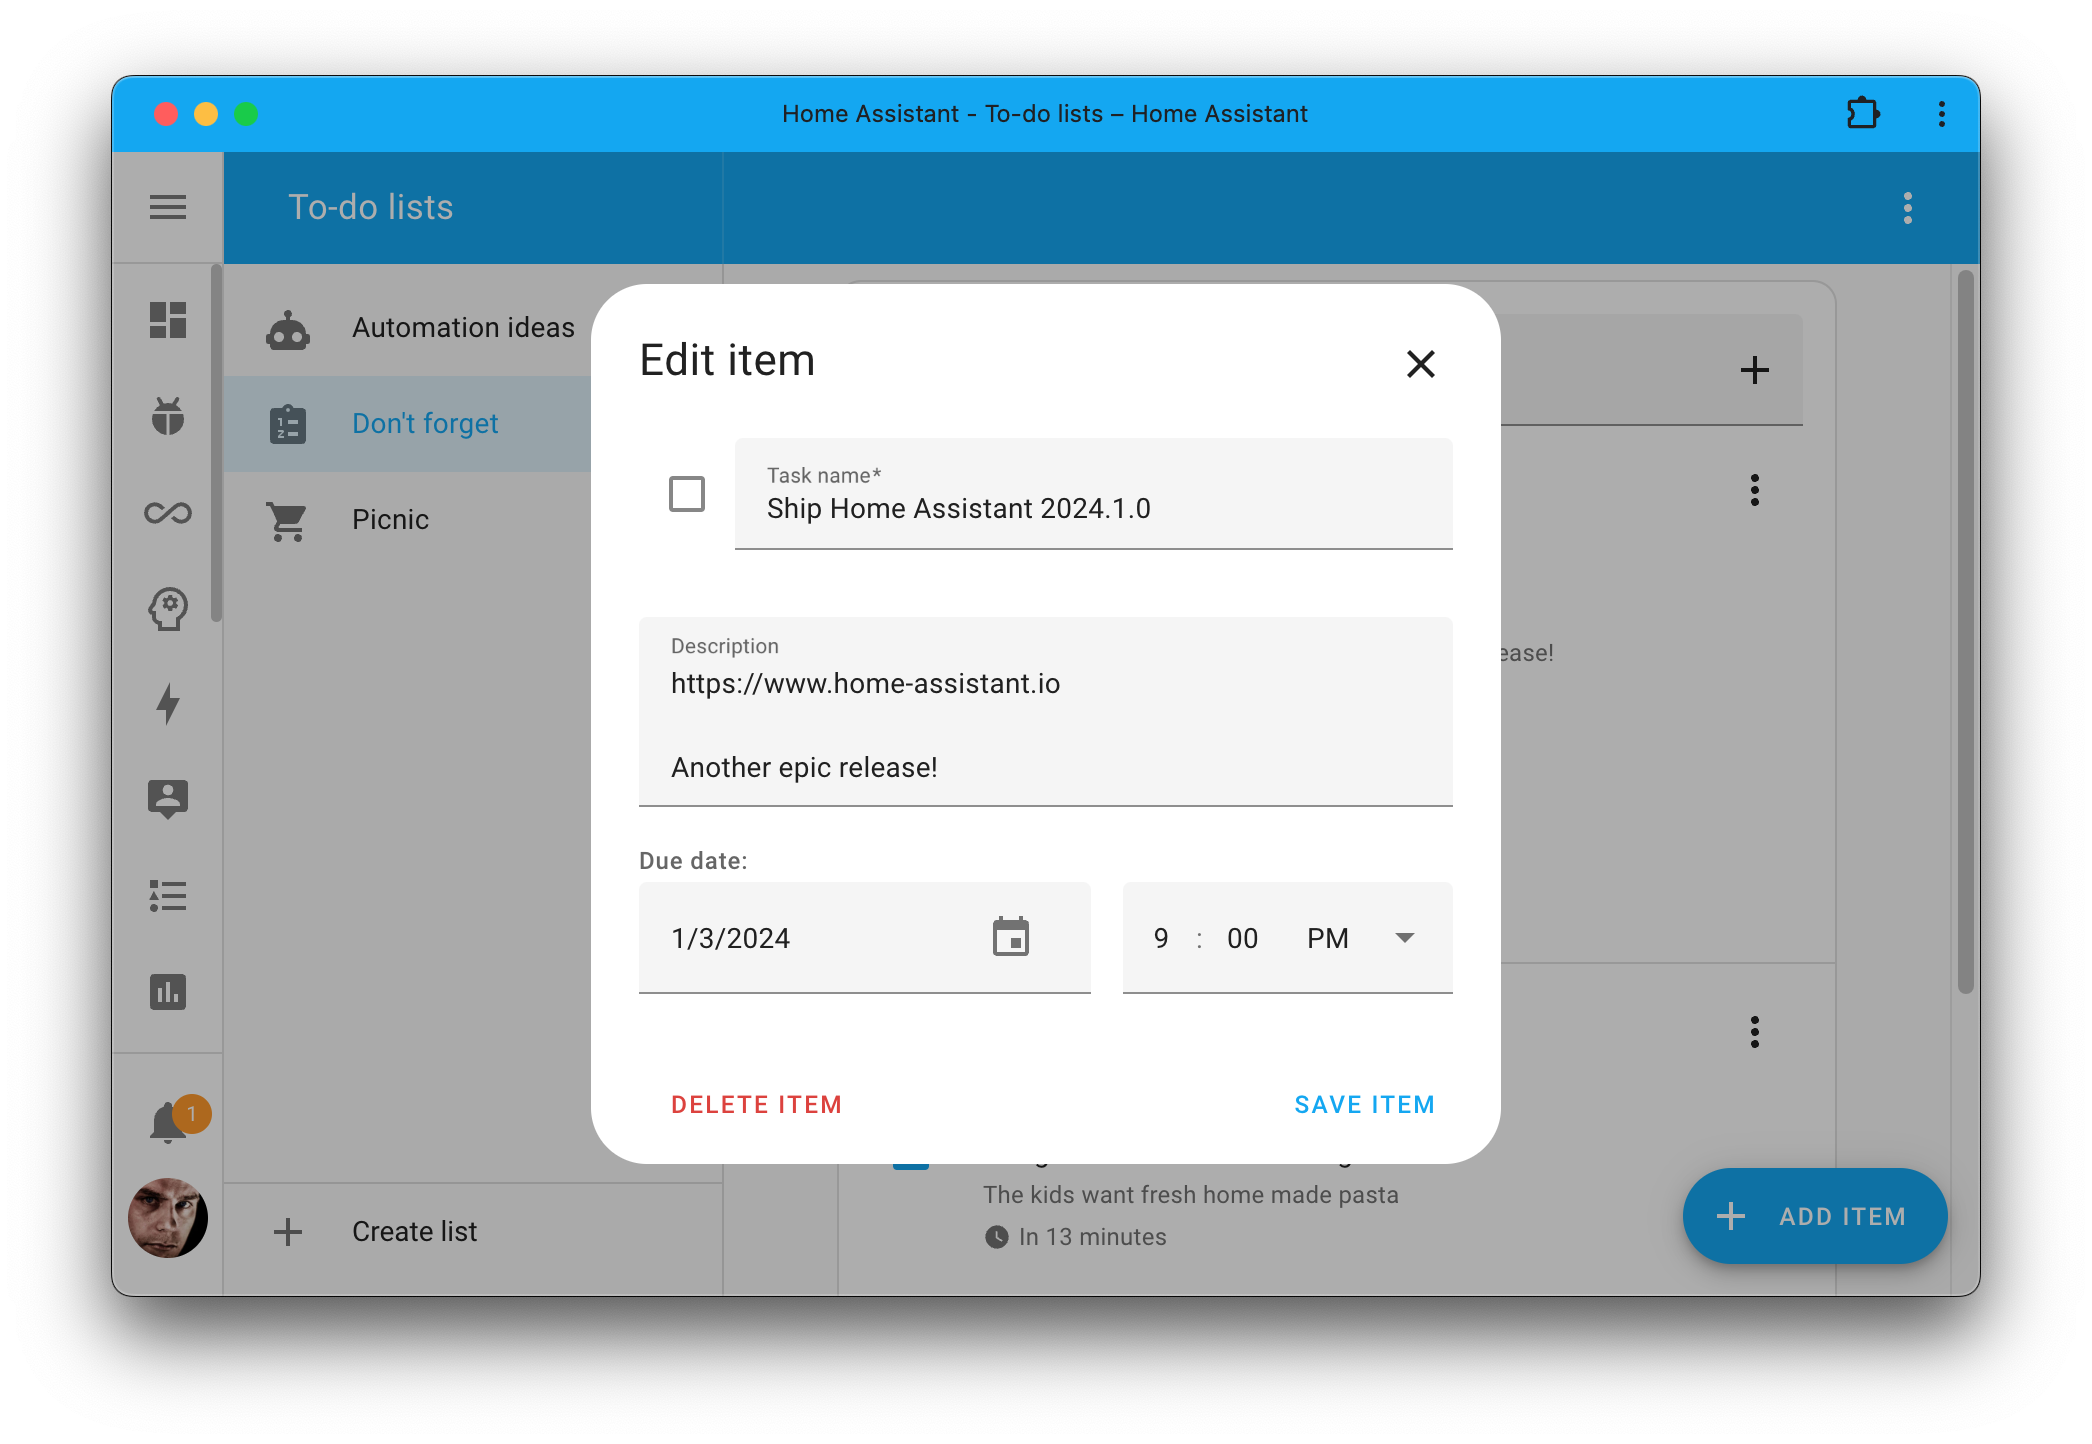 Home Assistant - To-do lists – Home Assistant
To-do lists
Automation ideas
Don't forget
Picnic
Edit item
Task name*
Ship Home Assistant 2024.1.0
Description
https://www.home-assistant.io
Another epic release!
Due date:
1/3/2024
9 : 00 PM
DELETE ITEM
SAVE ITEM
The kids want fresh home made pasta
In 13 minutes
ADD ITEM
1
Create list